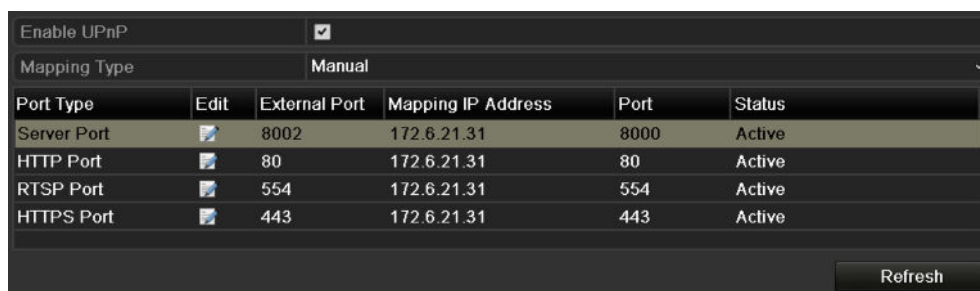 Enable UPnP
Mapping Type Manual
Port Type Edit External Port Mapping IP Address Port Status
Server Port 8002 172.6.21.31 8000 Active
HTTP Port 80 172.6.21.31 80 Active
RTSP Port 554 172.6.21.31 554 Active
HTTPS Port 443 172.6.21.31 443 Active
Refresh